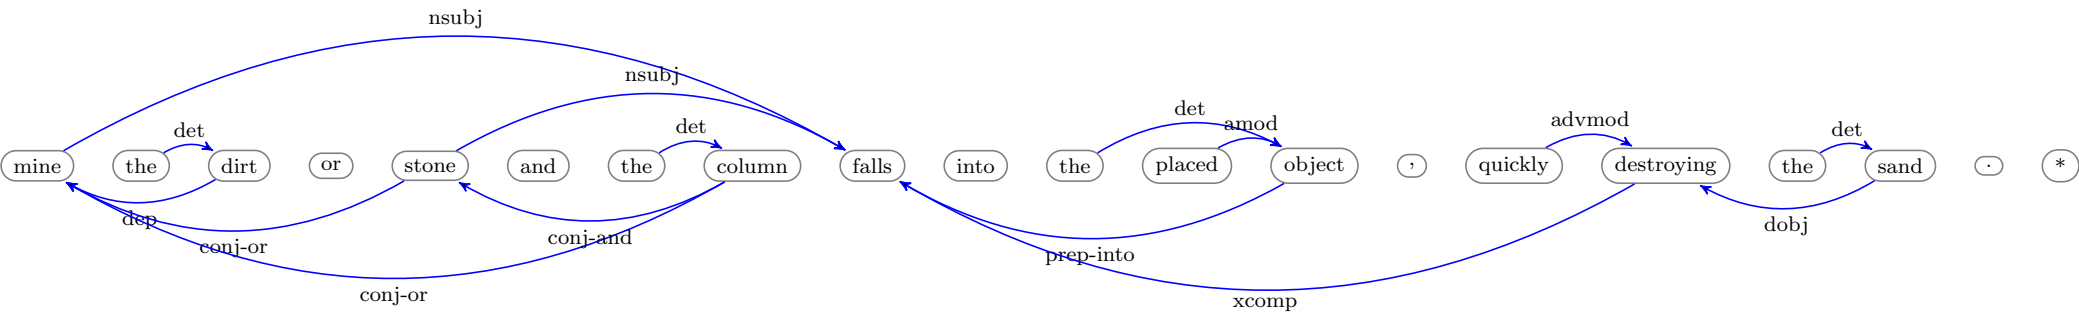 nsubj
nsubj
det
det det amod advmod det
mine the dirt or stone and the column falls into the placed object , quickly destroying the sand . *
dep conj-or conj-and prep-into dobj
conj-or xcomp